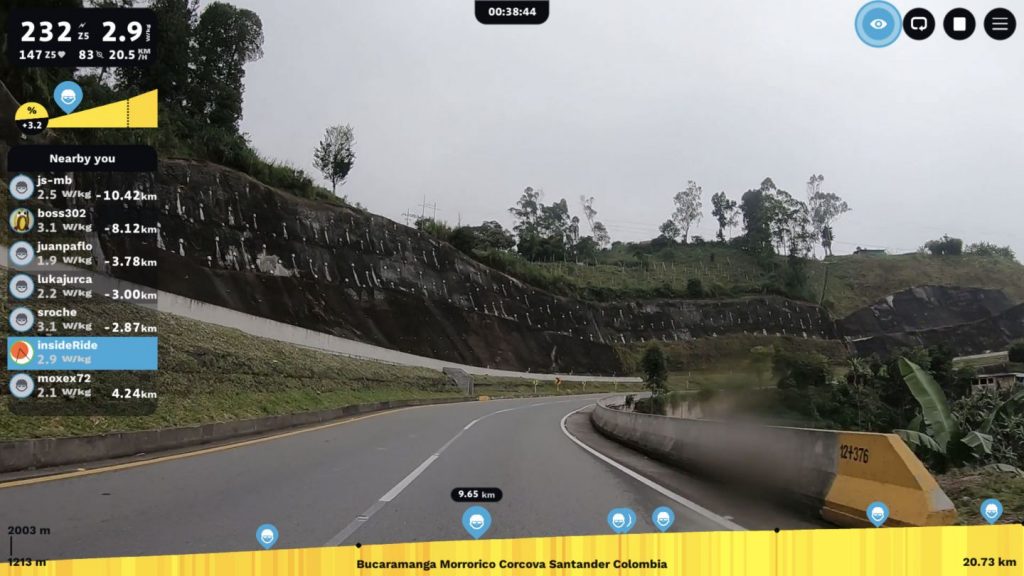 232 Z5 2.9 W/kg
147 Z5 83 20.5 KM/H
00:38:44
%
+3.2
Nearby you
js-mb
2.5 W/kg -10.42km
boss302
3.1 W/kg -8.12km
juanpaflo
1.9 W/kg -3.78km
lukajurca
2.2 W/kg -3.00km
sroche
3.1 W/kg -2.87km
insideRide
2.9 W/kg
moxex72
2.1 W/kg 4.24km
12+376
9.65 km
2003 m
1213 m
Bucaramanga Morrorico Corcova Santander Colombia
20.73 km